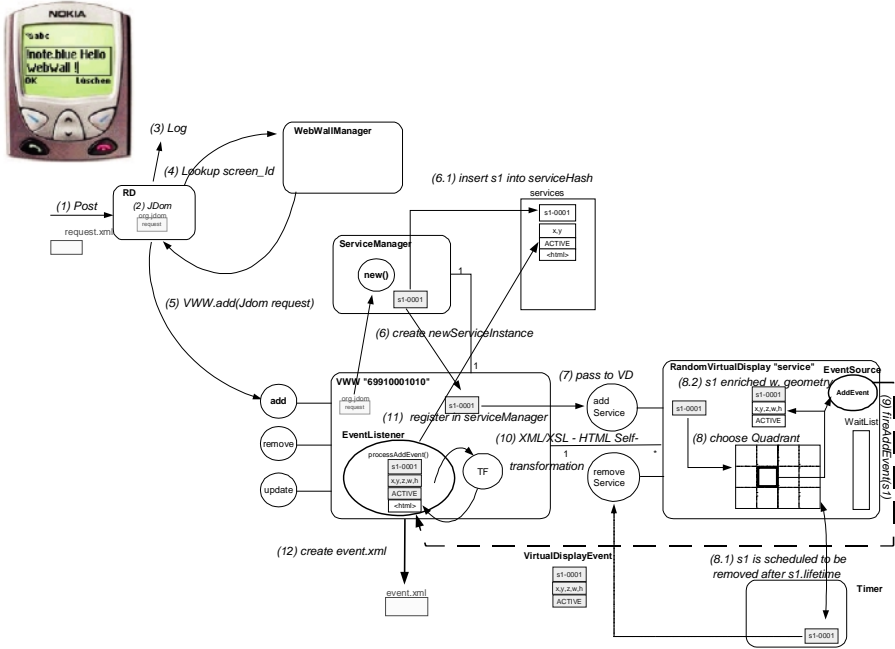 NOKIA
abc
!note.blue Hello
WebWall !
OK Löschen
(3) Log
(4) Lookup screen_Id
WebWallManager
(1) Post
request.xml
RD
(2) JDom
org.jdom
request
(5) VWW.add(Jdom request)
(6.1) insert s1 into serviceHash
services
s1-0001
x,y
ACTIVE
<html>
ServiceManager
new()
s1-0001
1
(6) create newServiceInstance
1
VWW "69910001010"
org.jdom
request
s1-0001
(11) register in serviceManager
EventListener
processAddEvent()
s1-0001
x,y,z,w,h
ACTIVE
<html>
TF
add
remove
update
(7) pass to VD
add
Service
(10) XML/XSL - HTML Self-
transformation
1
*
remove
Service
RandomVirtualDisplay "service"
EventSource
(8.2) s1 enriched w. geometry
AddEvent
s1-0001
s1-0001
x,y,z,w,h
ACTIVE
WaitList
(8) choose Quadrant
(9) fireAddEvent(s1)
(12) create event.xml
event.xml
VirtualDisplayEvent
s1-0001
x,y,z,w,h
ACTIVE
(8.1) s1 is scheduled to be
removed after s1.lifetime
Timer
s1-0001